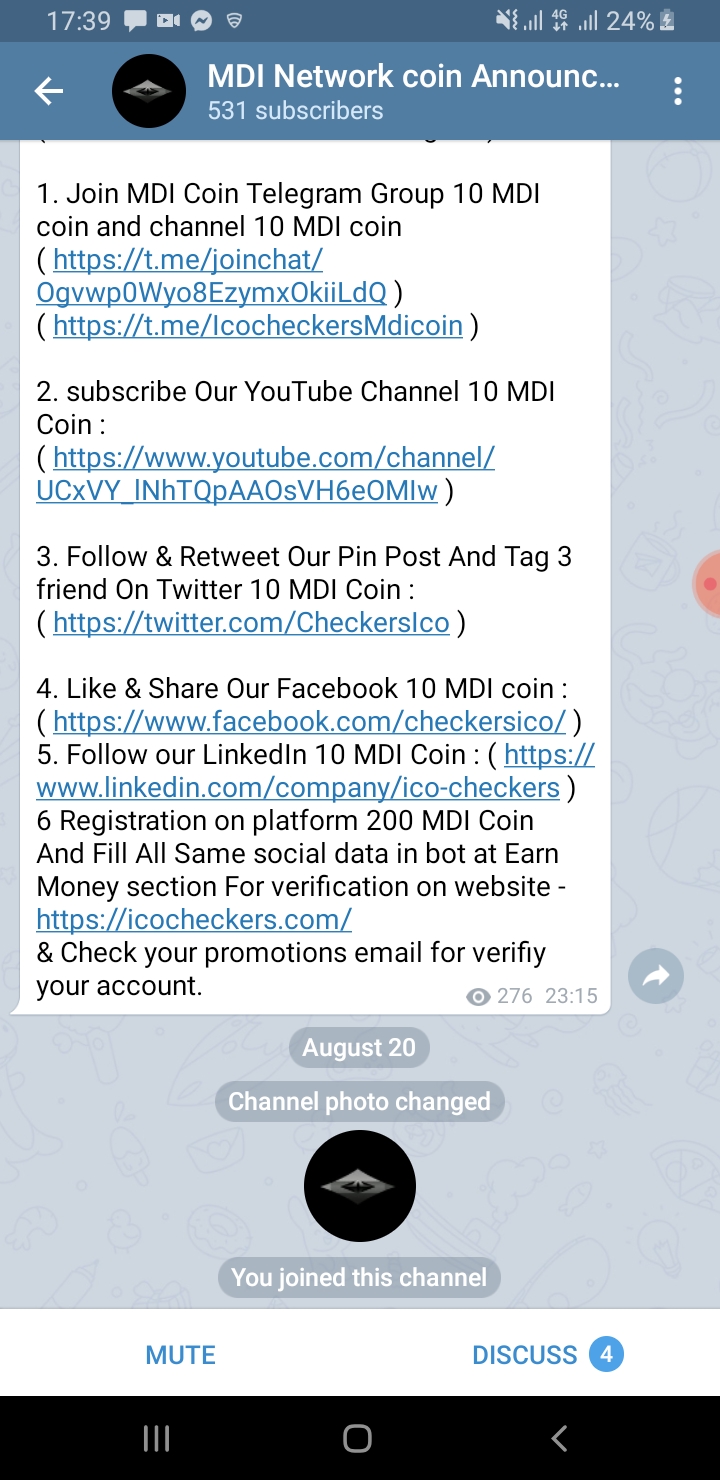 17:39
4G
24%
MDI Network coin Announc...
531 subscribers
1. Join MDI Coin Telegram Group 10 MDI
coin and channel 10 MDI coin
( https://t.me/joinchat/
Ogvwp0Wyo8EzymxOkiiLdQ )
( https://t.me/IcocheckersMdicoin )
2. subscribe Our YouTube Channel 10 MDI
Coin :
( https://www.youtube.com/channel/
UCxVY_lNhTQpAAOsVH6eOMIw )
3. Follow & Retweet Our Pin Post And Tag 3
friend On Twitter 10 MDI Coin :
( https://twitter.com/CheckersIco )
4. Like & Share Our Facebook 10 MDI coin :
( https://www.facebook.com/checkersico/ )
5. Follow our LinkedIn 10 MDI Coin : ( https://
www.linkedin.com/company/ico-checkers )
6 Registration on platform 200 MDI Coin
And Fill All Same social data in bot at Earn
Money section For verification on website -
https://icocheckers.com/
& Check your promotions email for verifiy
your account.
276 23:15
August 20
Channel photo changed
You joined this channel
MUTE
DISCUSS 4